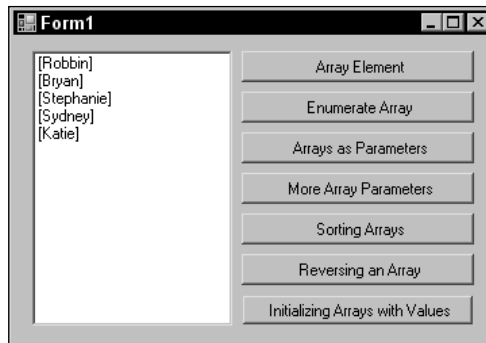 Form1
[Robbin]
[Bryan]
[Stephanie]
[Sydney]
[Katie]
Array Element
Enumerate Array
Arrays as Parameters
More Array Parameters
Sorting Arrays
Reversing an Array
Initializing Arrays with Values